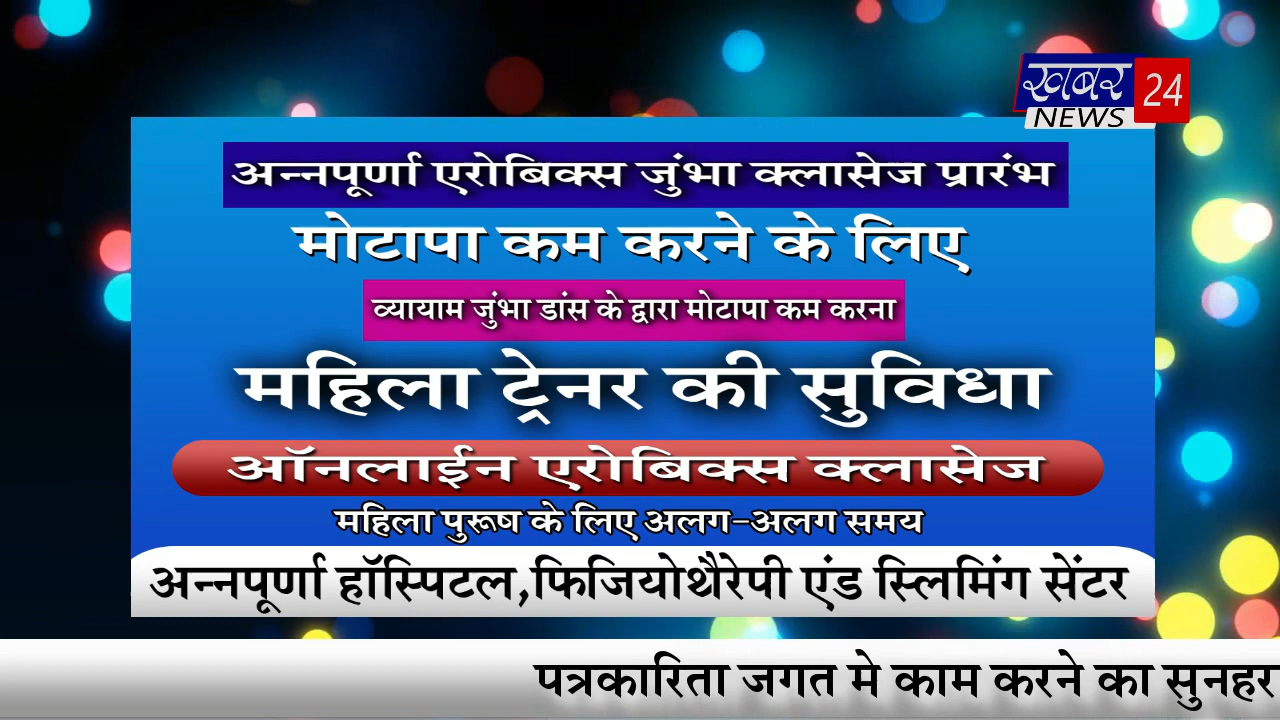 खबर 24
NEWS
अन्नपूर्णा एरोबिक्स जुंभा क्लासेज प्रारंभ
मोटापा कम करने के लिए
व्यायाम जुंभा डांस के द्वारा मोटापा कम करना
महिला ट्रेनर की सुविधा
ऑनलाईन एरोबिक्स क्लासेज
महिला पुरूष के लिए अलग-अलग समय
अन्नपूर्णा हॉस्पिटल,फिजियोथैरेपी एंड स्लिमिंग सेंटर
पत्रकारिता जगत मे काम करने का सुनहर